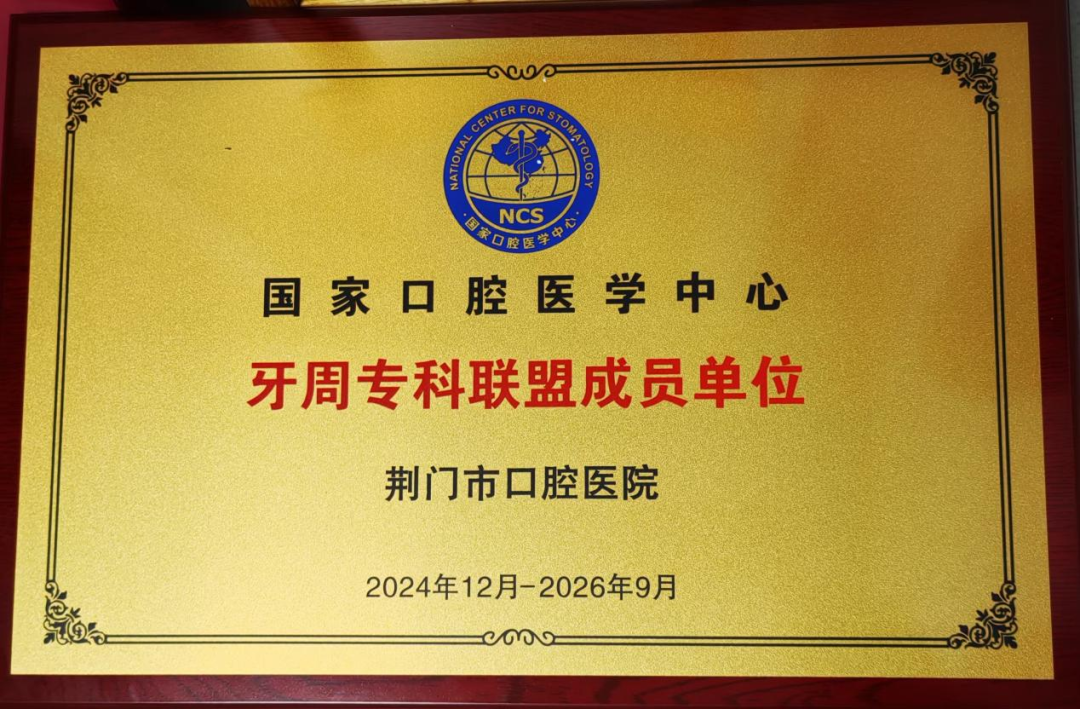 NATIONAL CENTER FOR STOMATOLOGY
NCS
·国家口腔医学中心·
国家口腔医学中心
牙周专科联盟成员单位
荆门市口腔医院
2024年12月-2026年9月